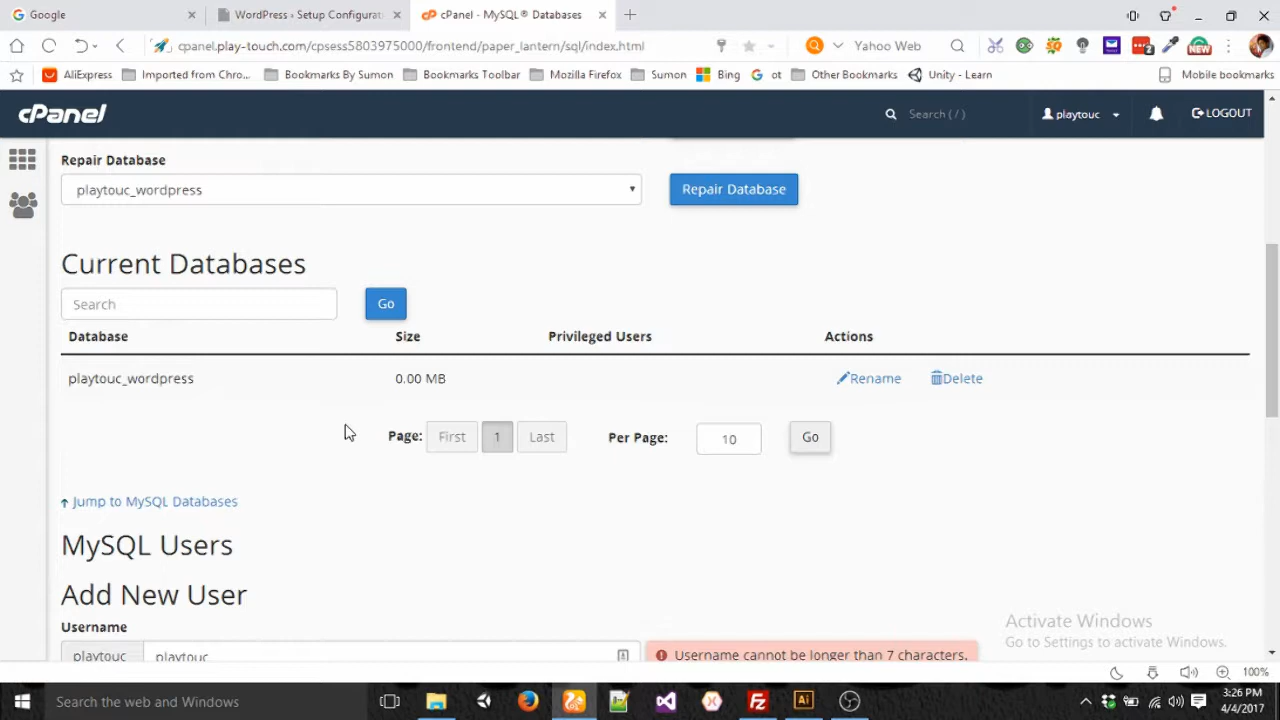 Google
WordPress › Setup Configurat
cPanel - MySQL® Databases
cpanel.play-touch.com/cpsess5803975000/frontend/paper_lantern/sql/index.html
Yahoo Web
2
NEW
AliExpress
Imported from Chro...
Bookmarks By Sumon
Bookmarks Toolbar
Mozilla Firefox
Sumon
Bing
ot
Other Bookmarks
Unity - Learn
Mobile bookmarks
cPanel
Search ( / )
playtouc
LOGOUT
Repair Database
playtouc_wordpress
Repair Database
Current Databases
Search
Go
Database Size Privileged Users Actions
playtouc_wordpress 0.00 MB Rename Delete
Page: First 1 Last Per Page: 10 Go
Jump to MySQL Databases
MySQL Users
Add New User
Username
playtouc
playtouc
Username cannot be longer than 7 characters.
Activate Windows
Go to Settings to activate Windows.
100%
Search the web and Windows
3:26 PM
4/4/2017